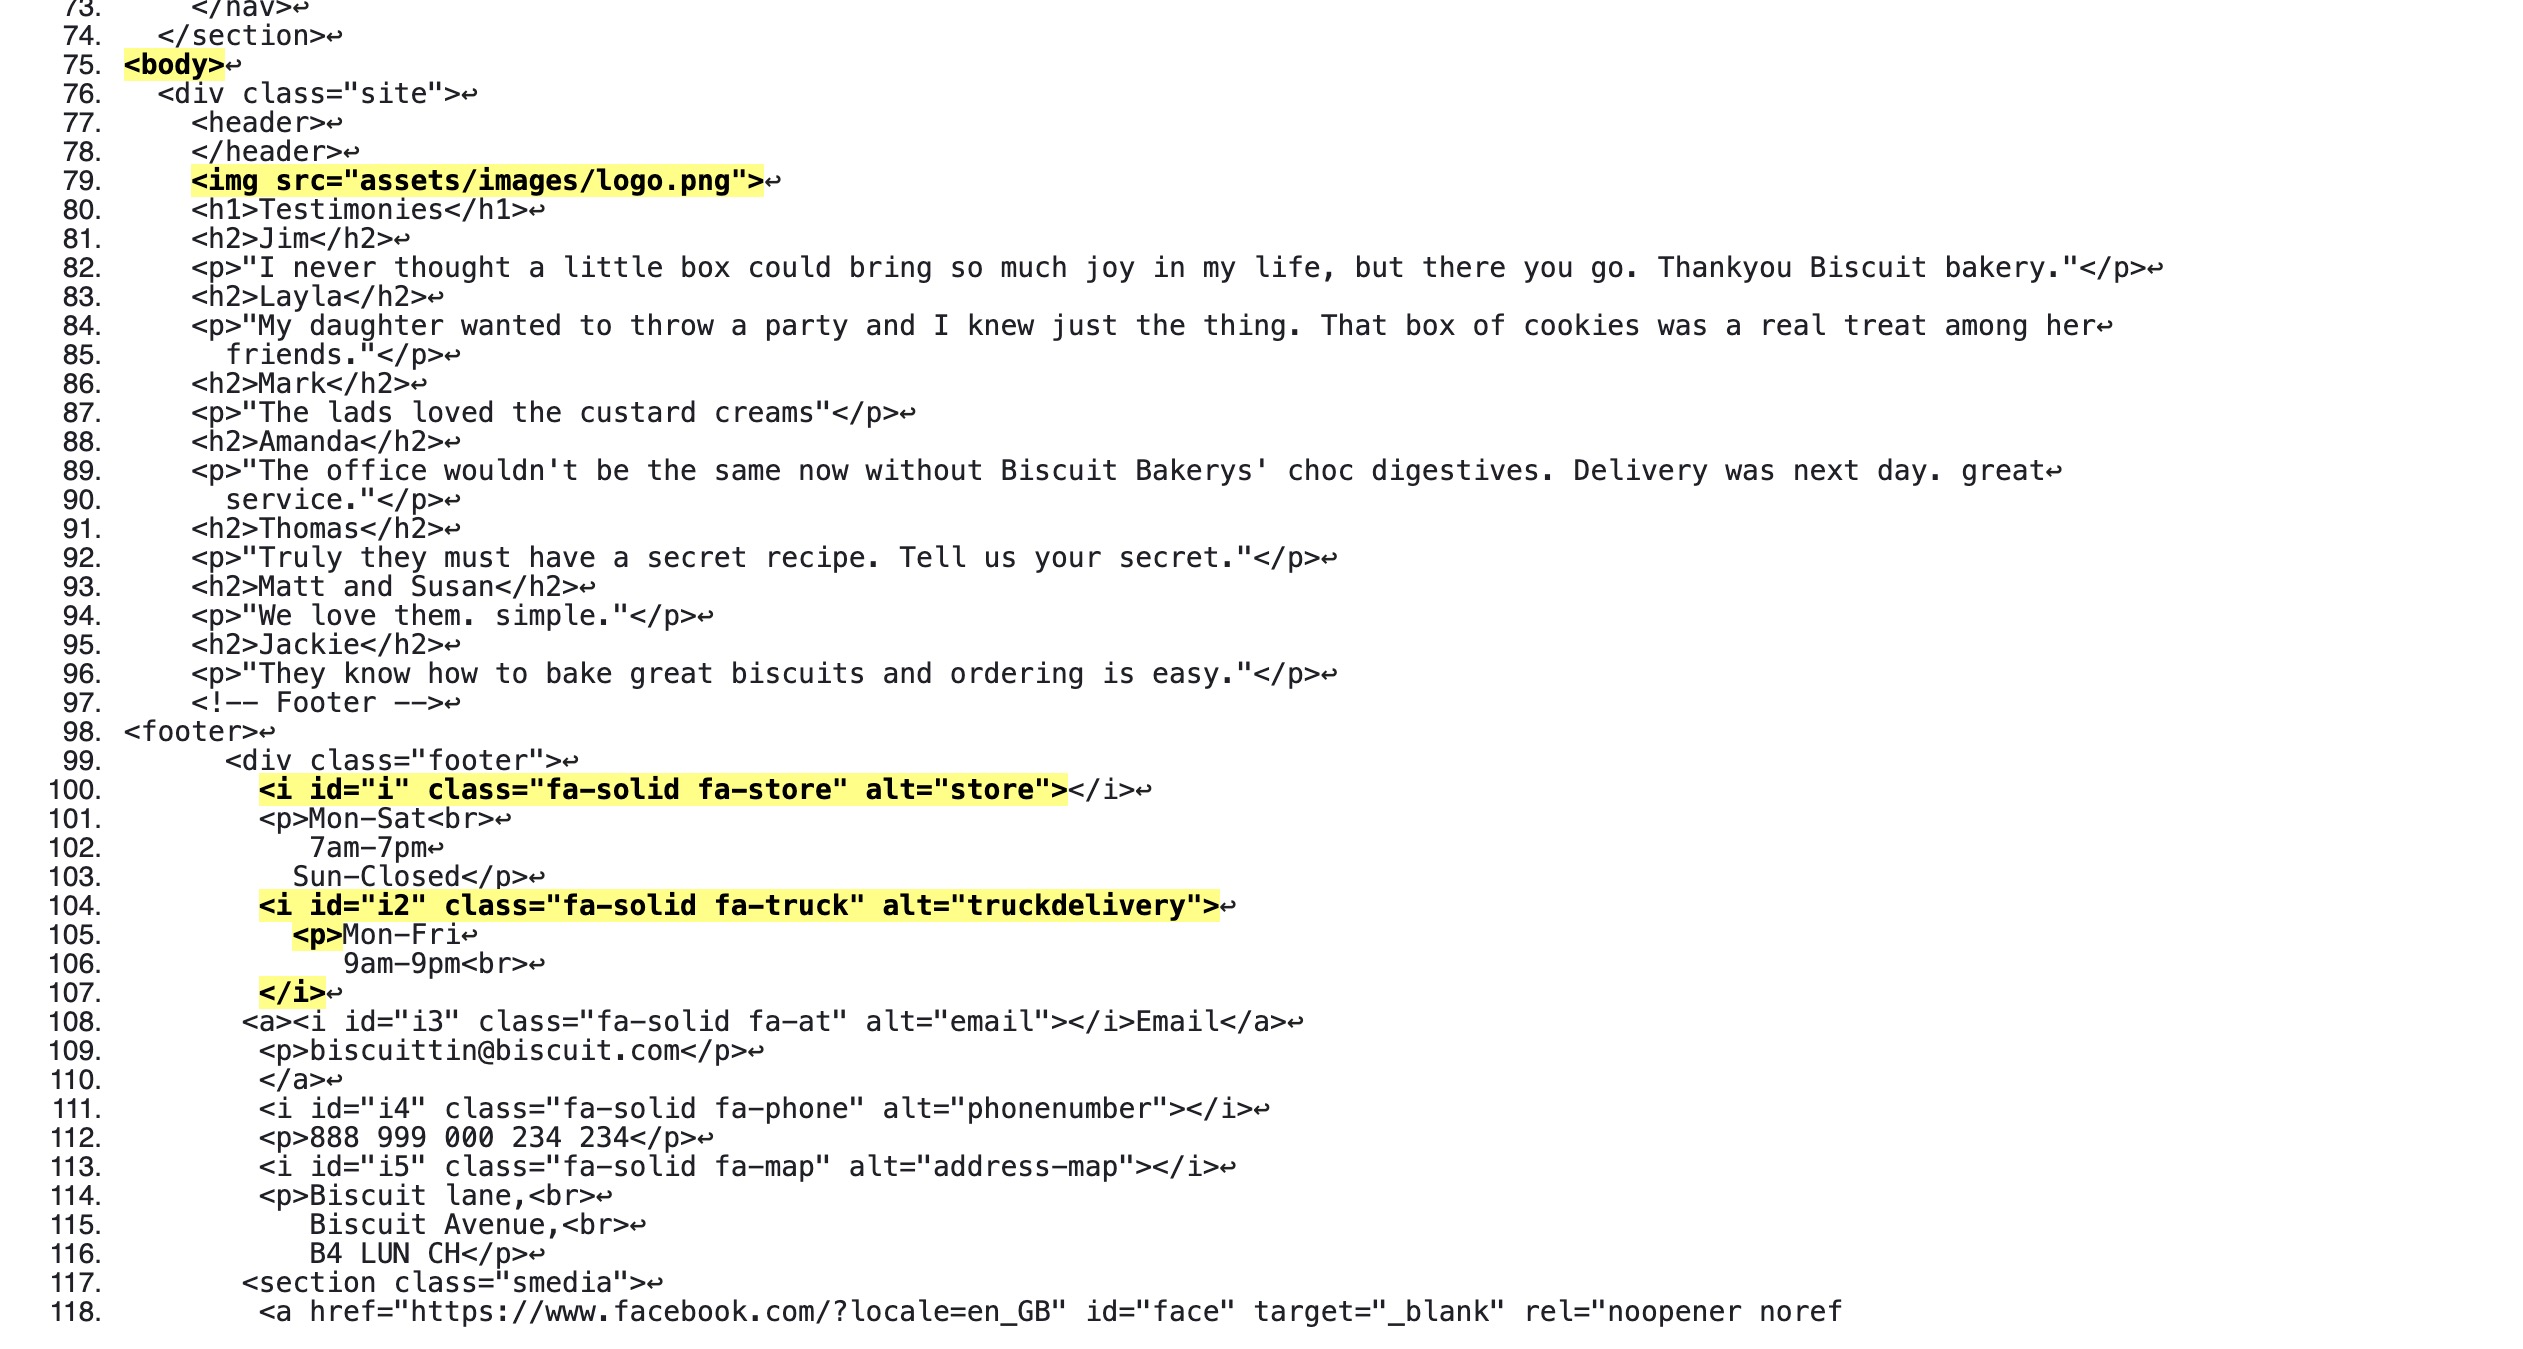 73.     </nav>↩
74.   </section>↩
75. <body>↩
76.   <div class="site">↩
77.     <header>↩
78.     </header>↩
79.     <img src="assets/images/logo.png">↩
80.     <h1>Testimonies</h1>↩
81.     <h2>Jim</h2>↩
82.     <p>"I never thought a little box could bring so much joy in my life, but there you go. Thankyou Biscuit bakery."</p>↩
83.     <h2>Layla</h2>↩
84.     <p>"My daughter wanted to throw a party and I knew just the thing. That box of cookies was a real treat among her↩
85.       friends."</p>↩
86.     <h2>Mark</h2>↩
87.     <p>"The lads loved the custard creams"</p>↩
88.     <h2>Amanda</h2>↩
89.     <p>"The office wouldn't be the same now without Biscuit Bakerys' choc digestives. Delivery was next day. great↩
90.       service."</p>↩
91.     <h2>Thomas</h2>↩
92.     <p>"Truly they must have a secret recipe. Tell us your secret."</p>↩
93.     <h2>Matt and Susan</h2>↩
94.     <p>"We love them. simple."</p>↩
95.     <h2>Jackie</h2>↩
96.     <p>"They know how to bake great biscuits and ordering is easy."</p>↩
97.     <!-- Footer -->↩
98. <footer>↩
99.       <div class="footer">↩
100.         <i id="i" class="fa-solid fa-store" alt="store"></i>↩
101.         <p>Mon-Sat<br>↩
102.            7am-7pm↩
103.           Sun-Closed</p>↩
104.         <i id="i2" class="fa-solid fa-truck" alt="truckdelivery">↩
105.           <p>Mon-Fri↩
106.              9am-9pm<br>↩
107.         </i>↩
108.        <a><i id="i3" class="fa-solid fa-at" alt="email"></i>Email</a>↩
109.         <p>biscuittin@biscuit.com</p>↩
110.         </a>↩
111.         <i id="i4" class="fa-solid fa-phone" alt="phonenumber"></i>↩
112.         <p>888 999 000 234 234</p>↩
113.         <i id="i5" class="fa-solid fa-map" alt="address-map"></i>↩
114.         <p>Biscuit lane,<br>↩
115.            Biscuit Avenue,<br>↩
116.            B4 LUN CH</p>↩
117.        <section class="smedia">↩
118.         <a href="https://www.facebook.com/?locale=en_GB" id="face" target="_blank" rel="noopener noref